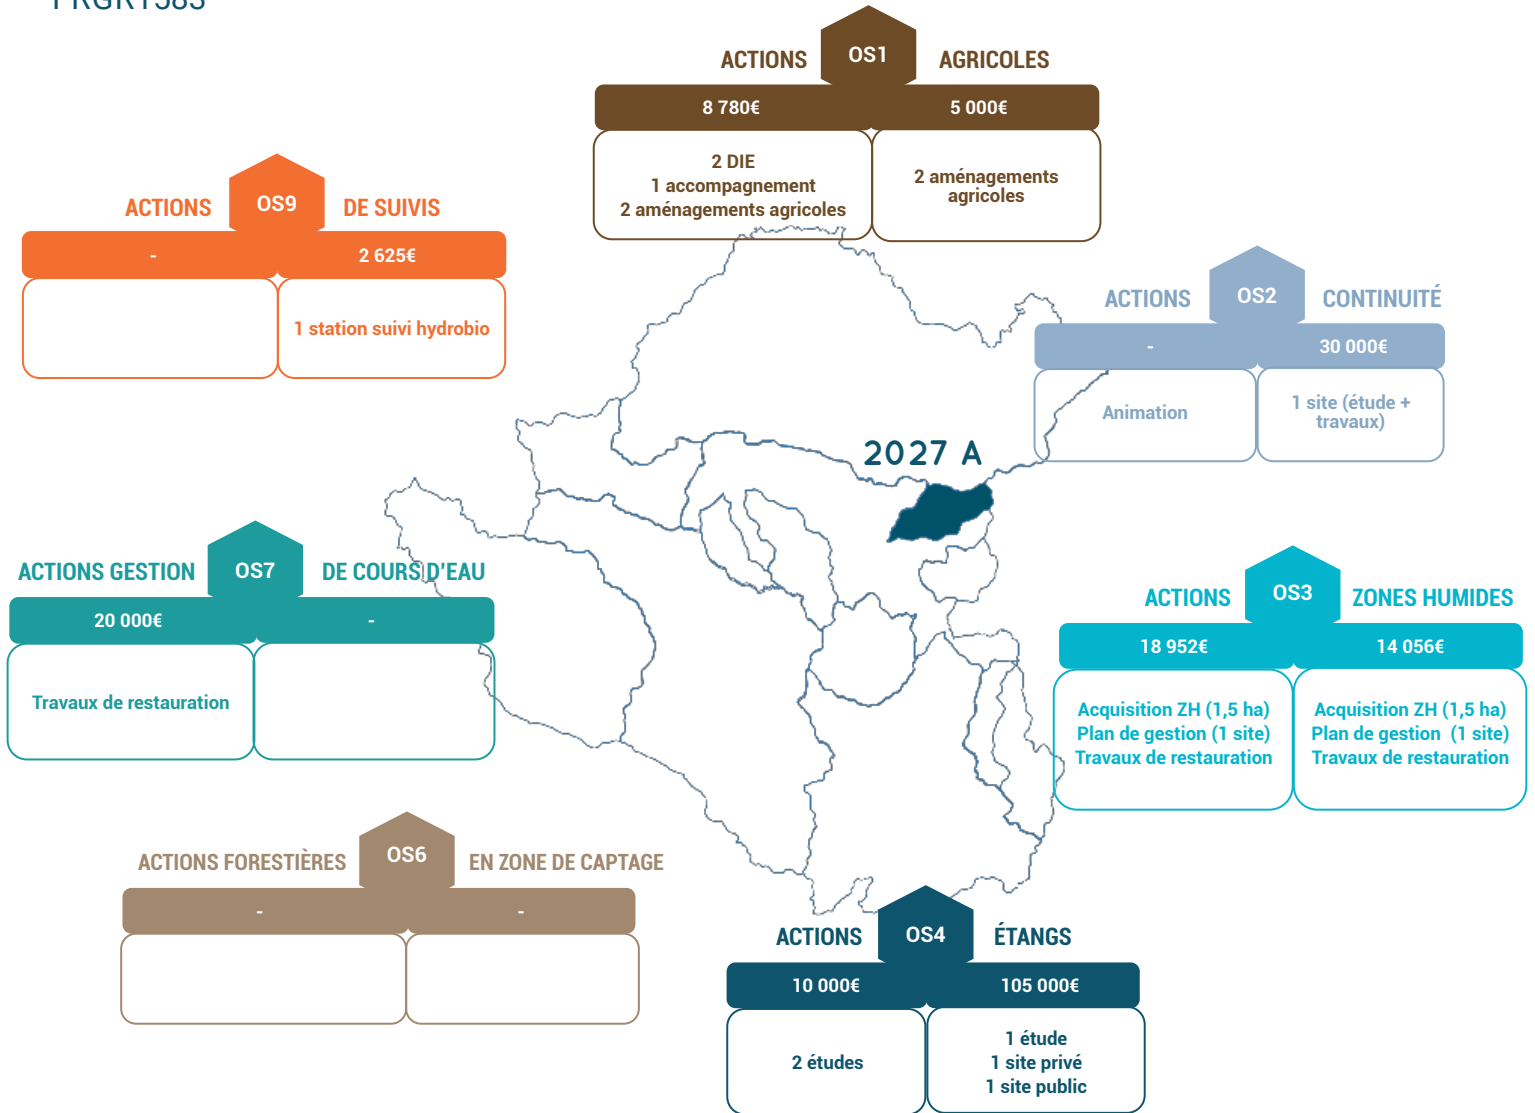 FRGR1583
ACTIONS OS1 AGRICOLES
8 780€ 5 000€
2 DIE
1 accompagnement
2 aménagements agricoles
2 aménagements
agricoles
ACTIONS OS9 DE SUIVIS
- 2 625€
1 station suivi hydrobio
ACTIONS OS2 CONTINUITÉ
- 30 000€
Animation
1 site (étude +
travaux)
2027 A
ACTIONS GESTION OS7 DE COURS D'EAU
20 000€ -
Travaux de restauration
ACTIONS OS3 ZONES HUMIDES
18 952€ 14 056€
Acquisition ZH (1,5 ha)
Plan de gestion (1 site)
Travaux de restauration
Acquisition ZH (1,5 ha)
Plan de gestion (1 site)
Travaux de restauration
ACTIONS FORESTIÈRES OS6 EN ZONE DE CAPTAGE
- -
ACTIONS OS4 ÉTANGS
10 000€ 105 000€
2 études
1 étude
1 site privé
1 site public